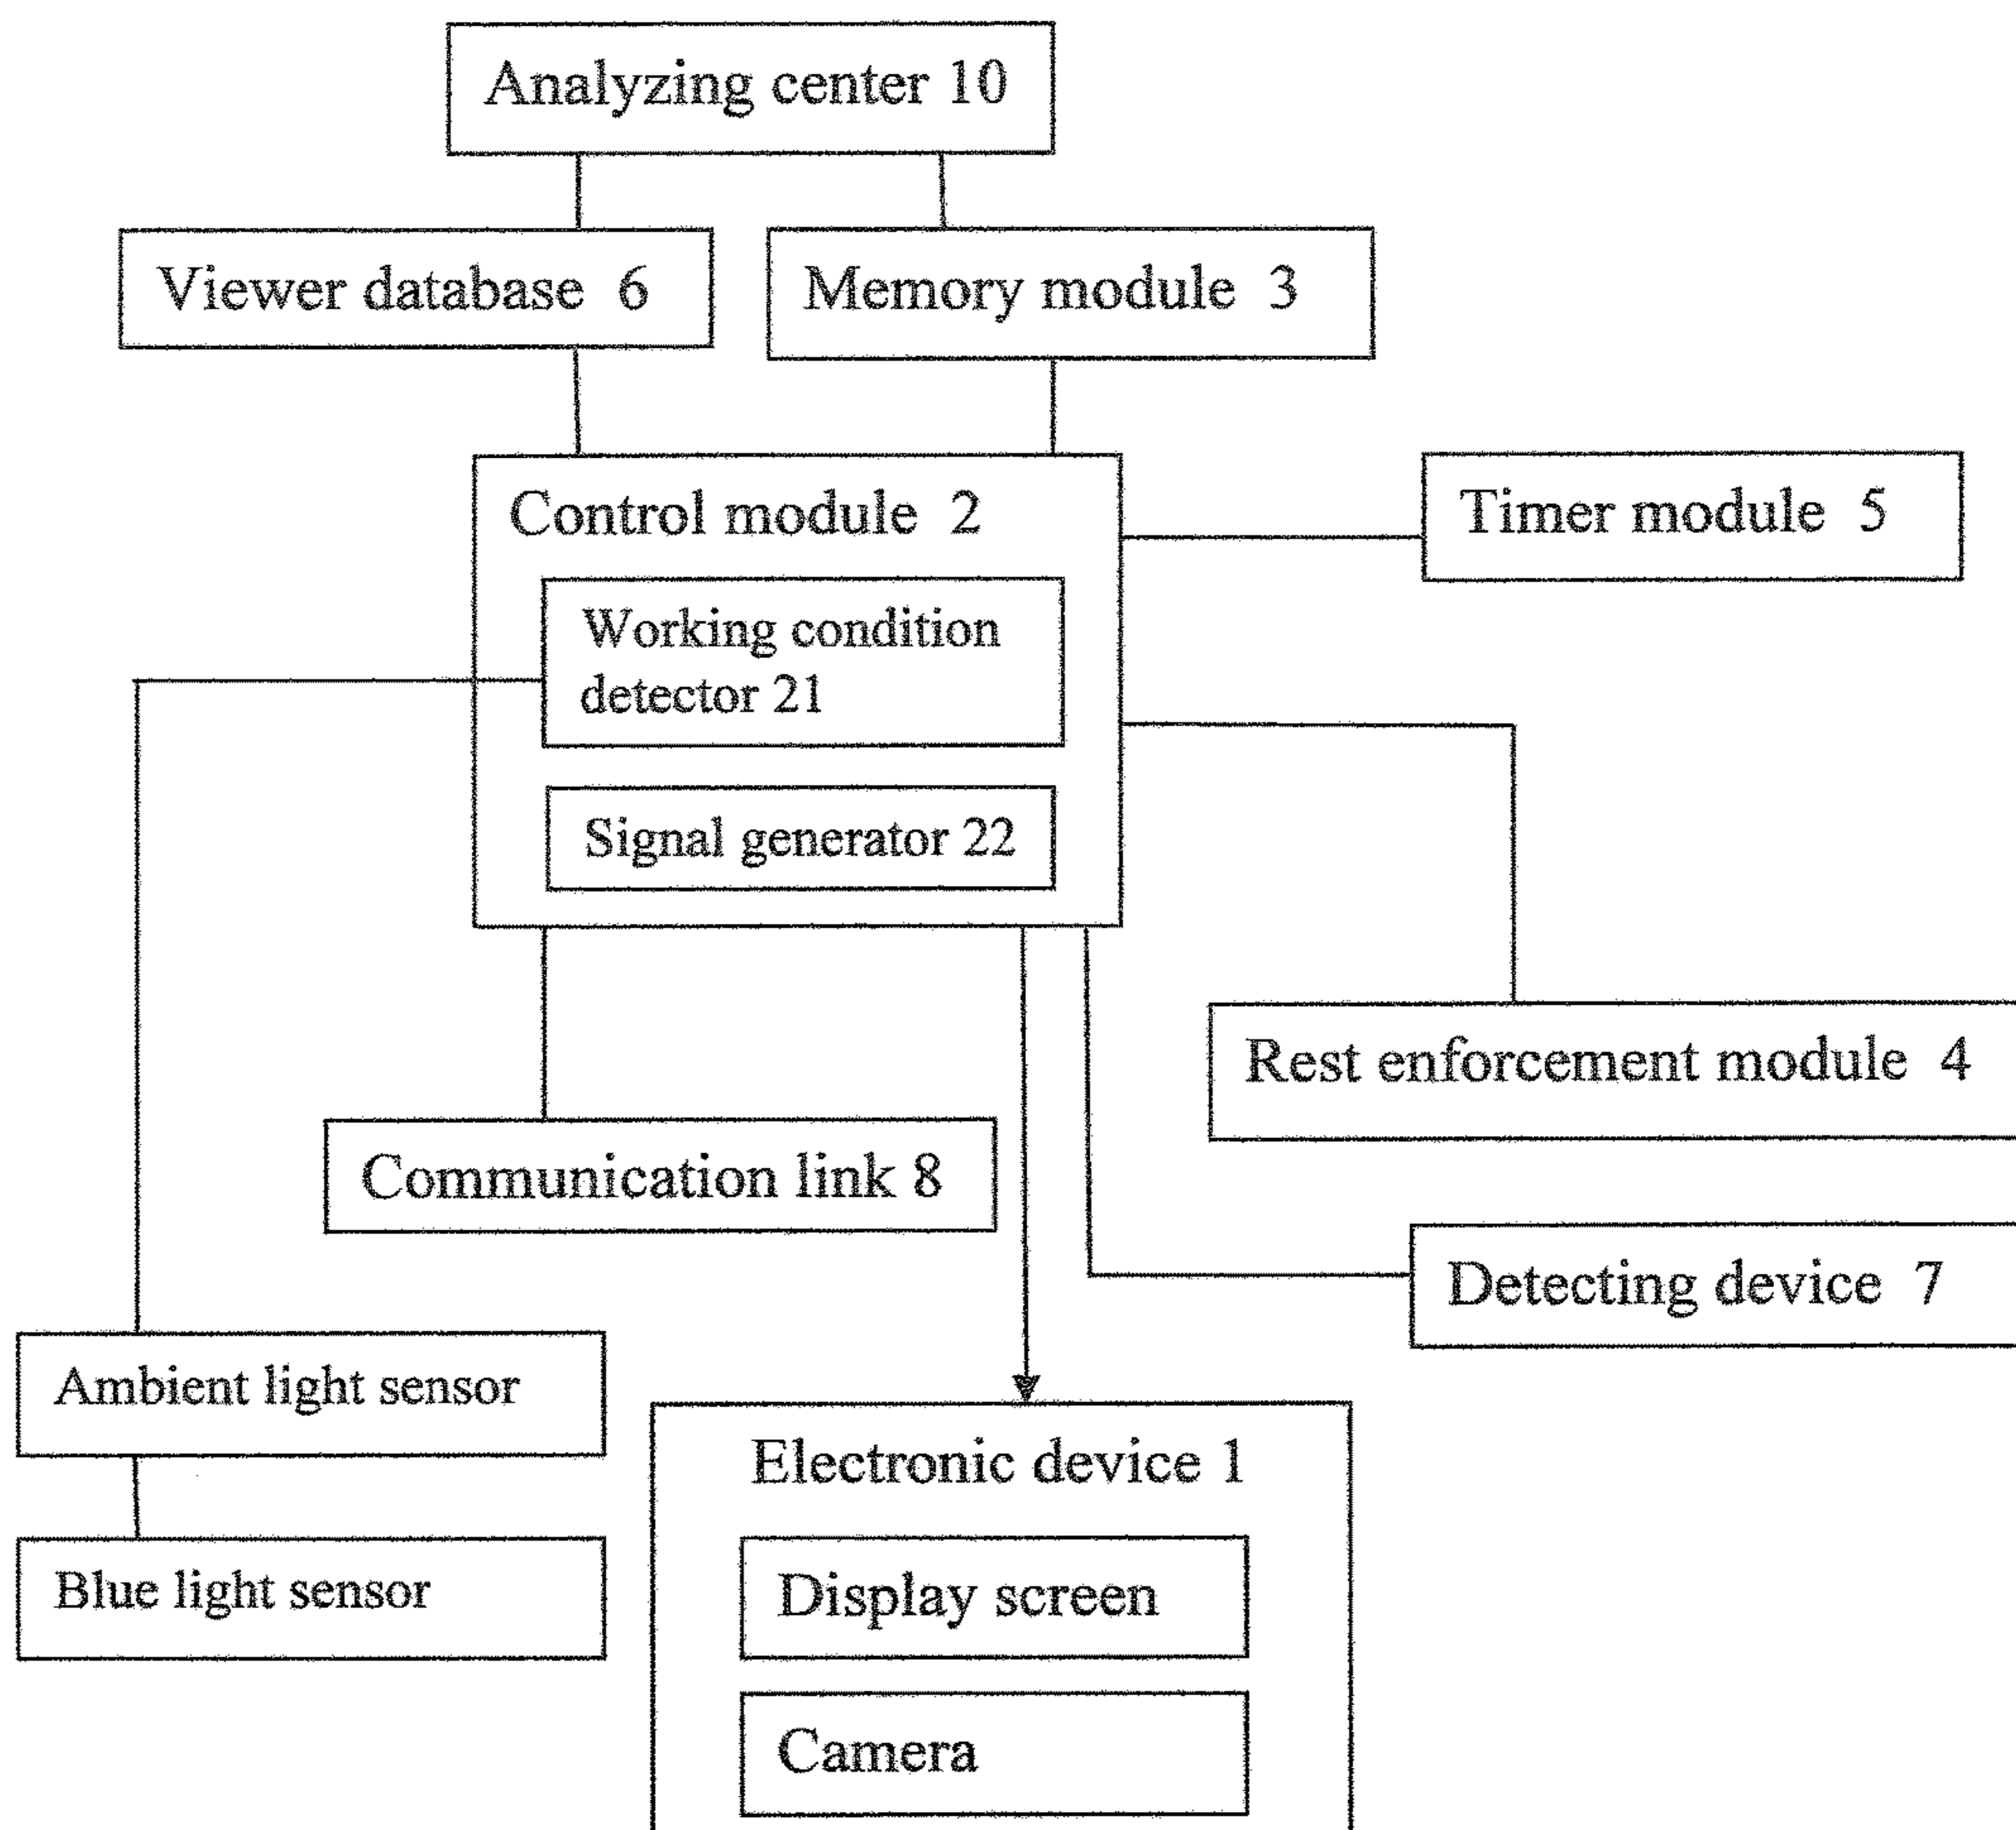 Analyzing center 10
Viewer database 6
Memory module 3
Control module 2
Timer module 5
Working condition
detector 21
Signal generator 22
Rest enforcement module 4
Communication link 8
Detecting device 7
Ambient light sensor
Electronic device 1
Blue light sensor
Display screen
Camera